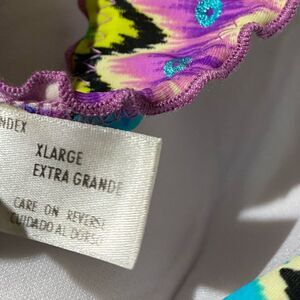 NDEX
XLARGE
EXTRA GRANDE
CARE ON REVERSE
CUIDADO AL DORSO